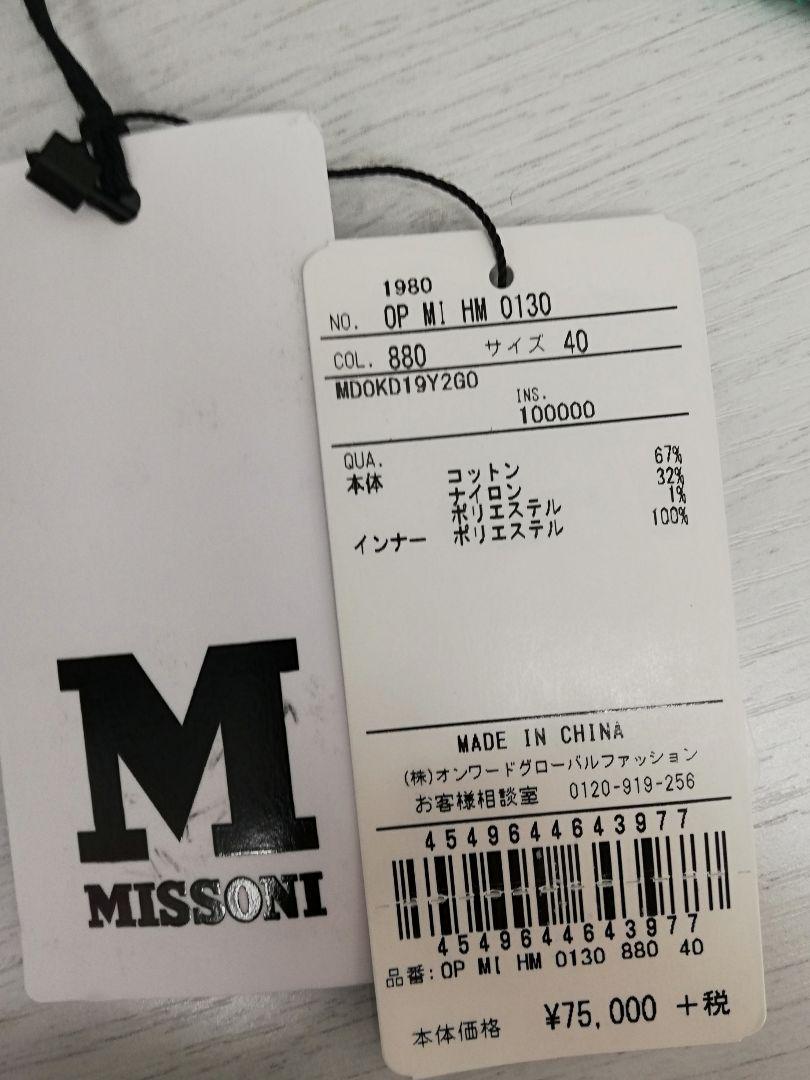 M
MISSONI
1980
NO. OP MI HM 0130
COL. 880 サイズ 40
MD0KD19Y2G0
INS.
100000
QUA.
本体 コットン 67%
ナイロン 32%
ポリエステル 1%
インナー ポリエステル 100%
MADE IN CHINA
(株)オンワードグローバルファッション
お客様相談室 0120-919-256
4549644643977
4549644643977
品番:OP MI HM 0130 880 40
本体価格 ¥75,000 +税